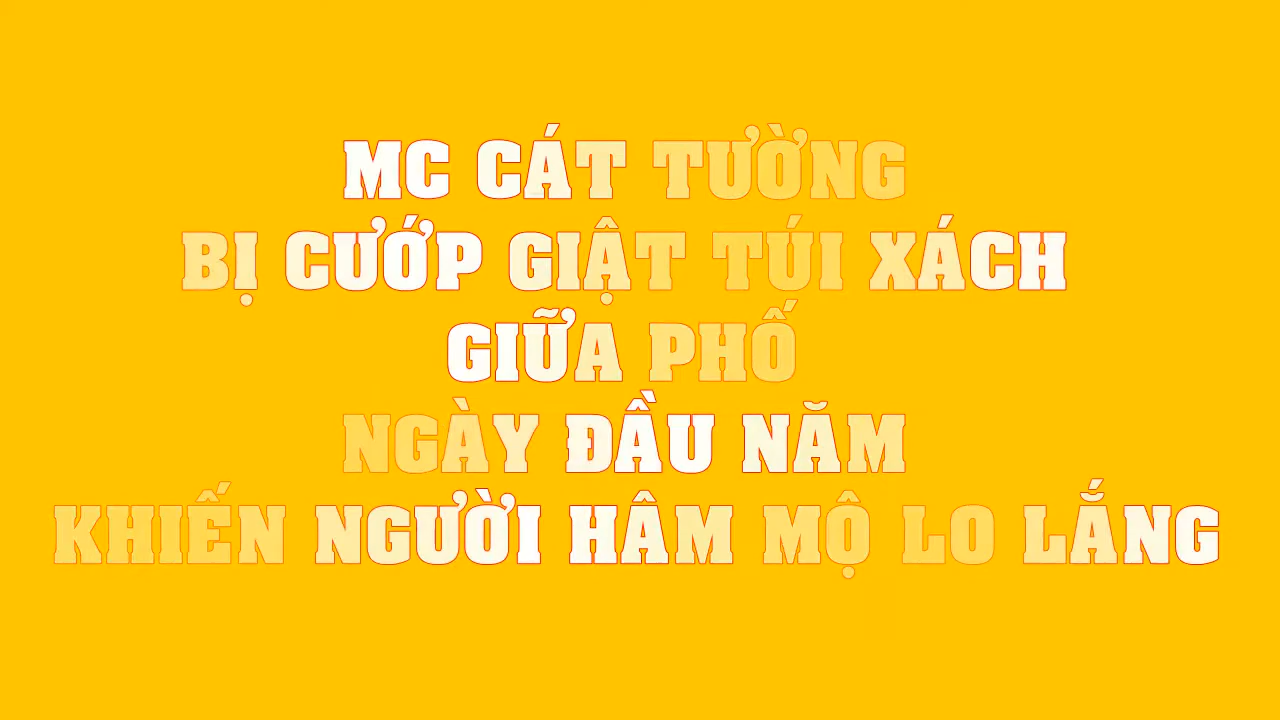 MC CÁT TƯỜNG
BỊ CƯỚP GIẬT TÚI XÁCH
GIỮA PHỐ
NGÀY ĐẦU NĂM
KHIẾN NGƯỜI HÂM MỘ LO LẮNG